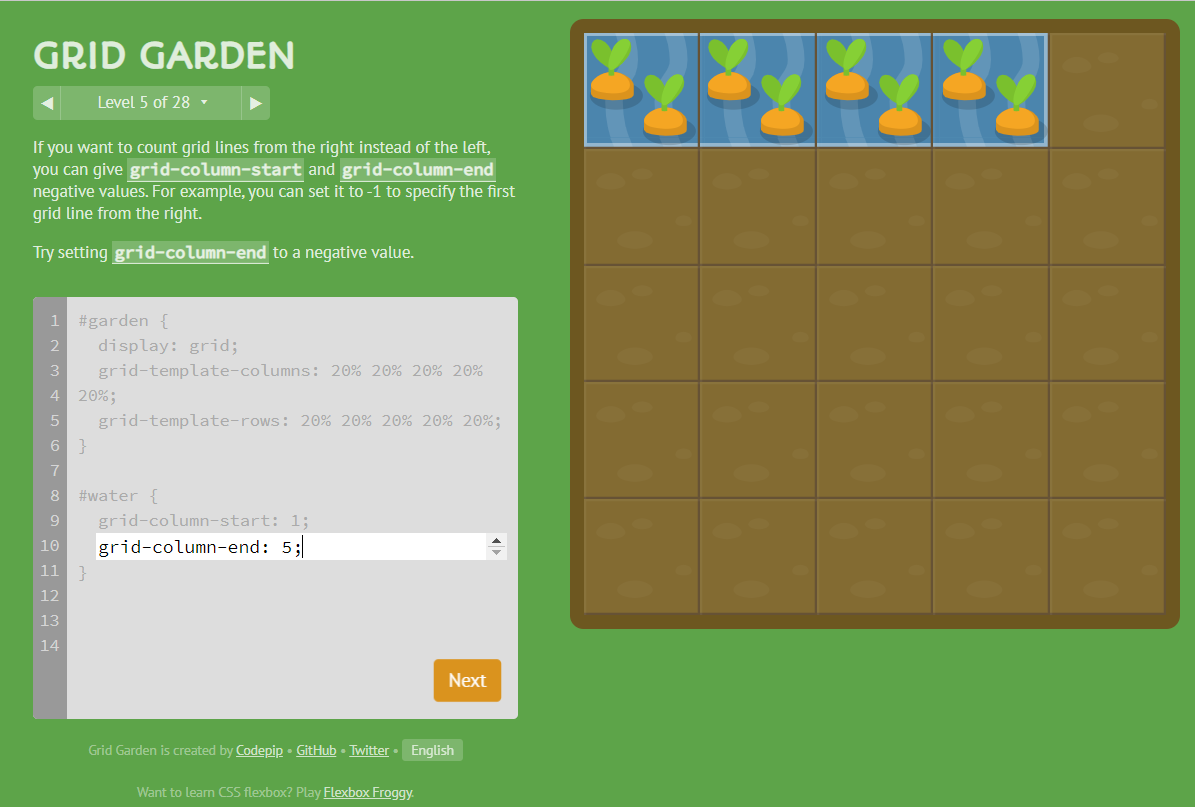 GRID GARDEN
◀ Level 5 of 28 ▾ ▶
If you want to count grid lines from the right instead of the left,
you can give grid-column-start and grid-column-end
negative values. For example, you can set it to -1 to specify the first
grid line from the right.
Try setting grid-column-end to a negative value.
1 #garden {
2 display: grid;
3 grid-template-columns: 20% 20% 20% 20%
4 20%;
5 grid-template-rows: 20% 20% 20% 20% 20%;
6 }
7
8 #water {
9 grid-column-start: 1;
10 grid-column-end: 5;
11 }
12
13
14
Next
Grid Garden is created by Codepip • GitHub • Twitter • English
Want to learn CSS flexbox? Play Flexbox Froggy.